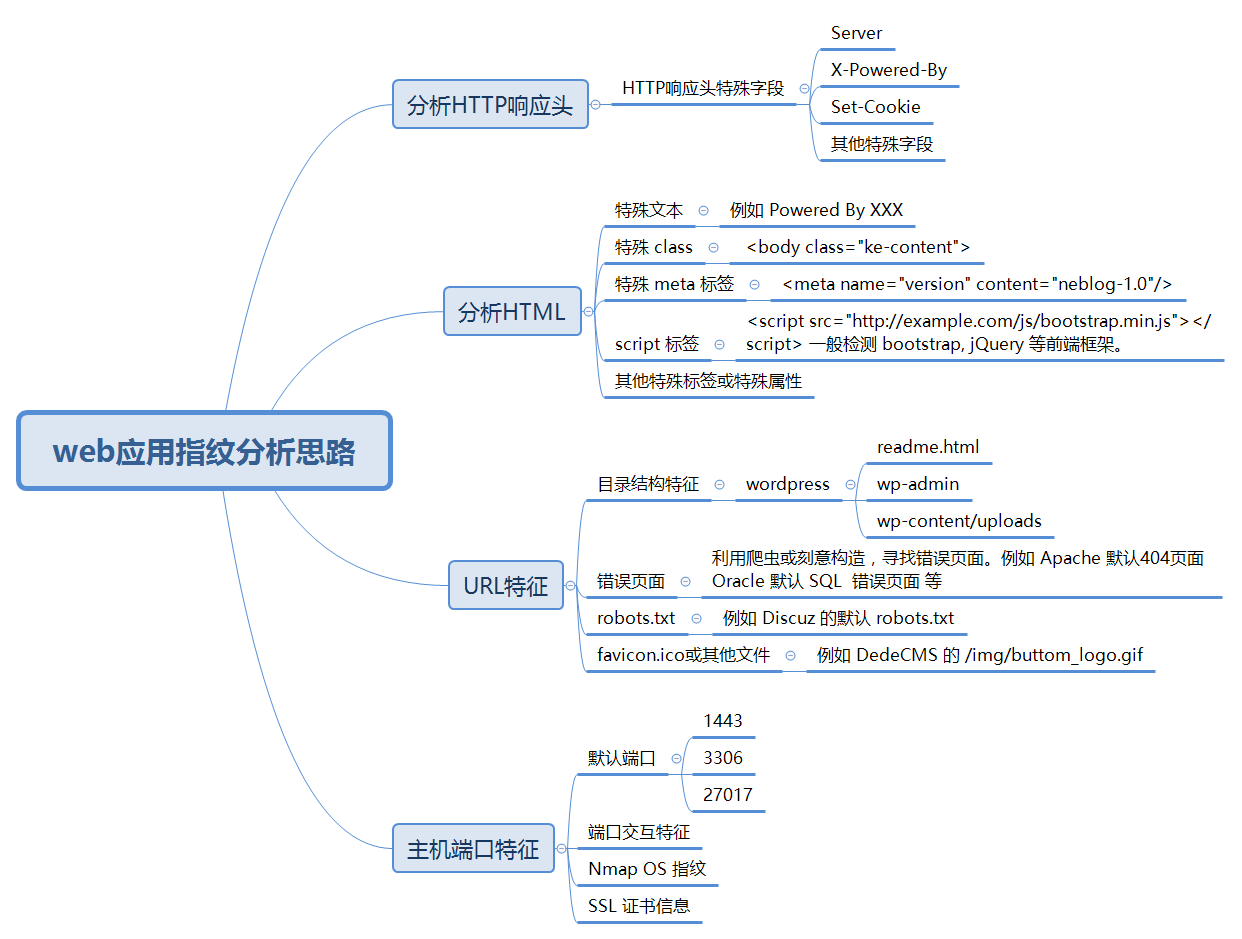 web应用指纹分析思路
分析HTTP响应头
HTTP响应头特殊字段
Server
X-Powered-By
Set-Cookie
其他特殊字段
分析HTML
特殊文本
例如 Powered By XXX
特殊 class
<body class="ke-content">
特殊 meta 标签
<meta name="version" content="neblog-1.0"/>
script 标签
<script src="http://example.com/js/bootstrap.min.js"></
script> 一般检测 bootstrap, jQuery 等前端框架。
其他特殊标签或特殊属性
URL特征
目录结构特征
wordpress
readme.html
wp-admin
wp-content/uploads
错误页面
利用爬虫或刻意构造，寻找错误页面。例如 Apache 默认404页面
Oracle 默认 SQL 错误页面 等
robots.txt
例如 Discuz 的默认 robots.txt
favicon.ico或其他文件
例如 DedeCMS 的 /img/buttom_logo.gif
主机端口特征
默认端口
1443
3306
27017
端口交互特征
Nmap OS 指纹
SSL 证书信息